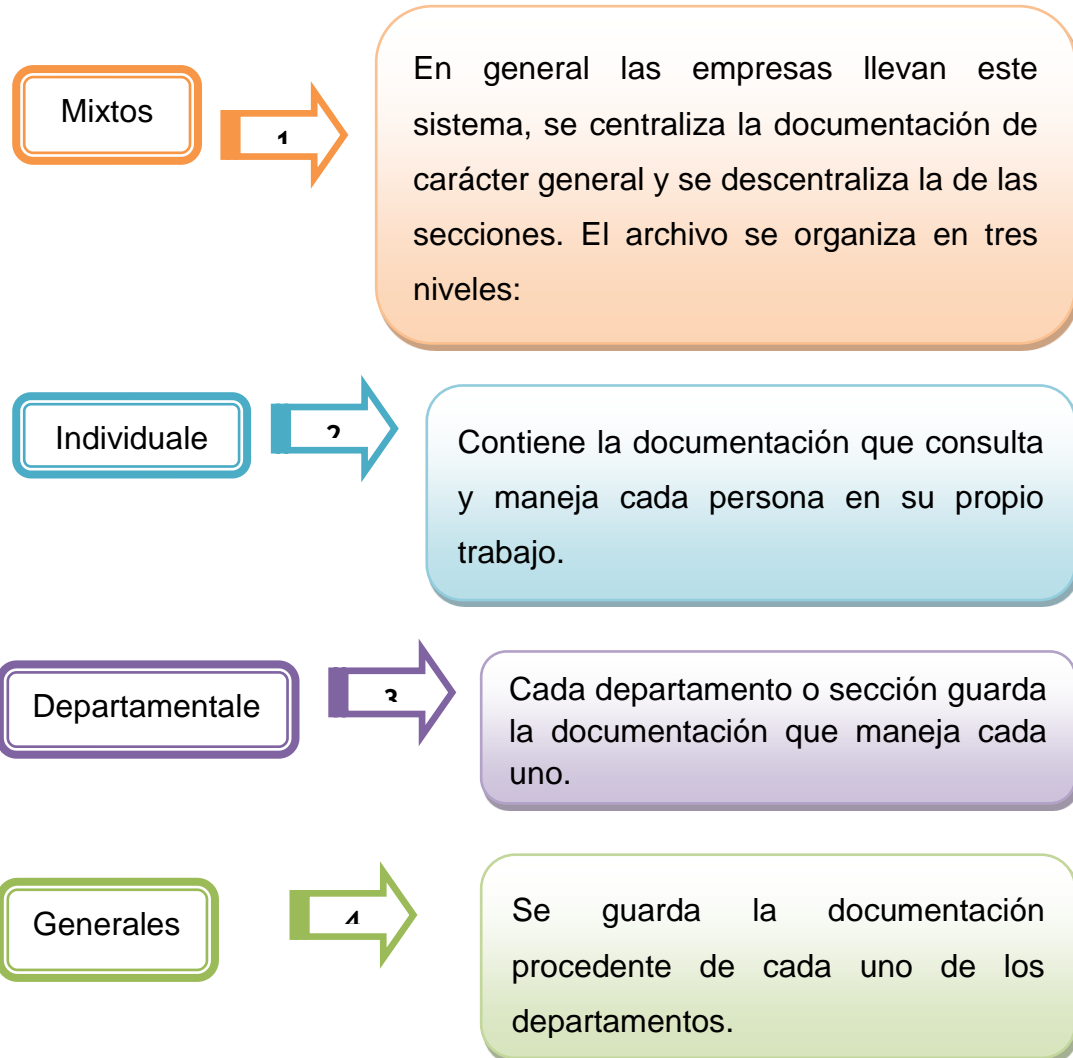 Mixtos
1
En general las empresas llevan este
sistema, se centraliza la documentación de
carácter general y se descentraliza la de las
secciones. El archivo se organiza en tres
niveles:
Individuale
2
Contiene la documentación que consulta
y maneja cada persona en su propio
trabajo.
Departamentale
3
Cada departamento o sección guarda
la documentación que maneja cada
uno.
Generales
4
Se guarda la documentación
procedente de cada uno de los
departamentos.